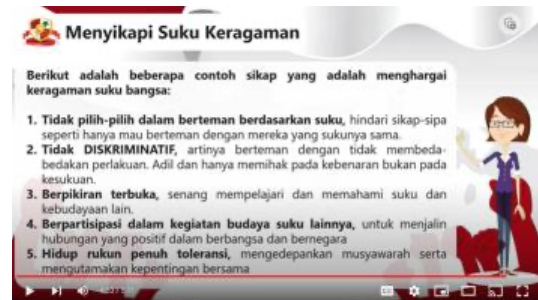 Menyikapi Suku Keragaman
Berikut adalah beberapa contoh sikap yang adalah menghargai
keragaman suku bangsa:
1. Tidak pilih-pilih dalam berteman berdasarkan suku, hindari sikap-sipa
seperti hanya mau berteman dengan mereka yang sukunya sama.
2. Tidak DISKRIMINATIF, artinya berteman dengan tidak membeda-
bedakan perlakuan. Adil dan hanya memihak pada kebenaran bukan pada
kesukuan.
3. Berpikiran terbuka, senang mempelajari dan memahami suku dan
kebudayaan lain.
4. Berpartisipasi dalam kegiatan budaya suku lainnya, untuk menjalin
hubungan yang positif dalam berbangsa dan bernegara
5. Hidup rukun penuh toleransi, mengedepankan musyawarah serta
mengutamakan kepentingan bersama